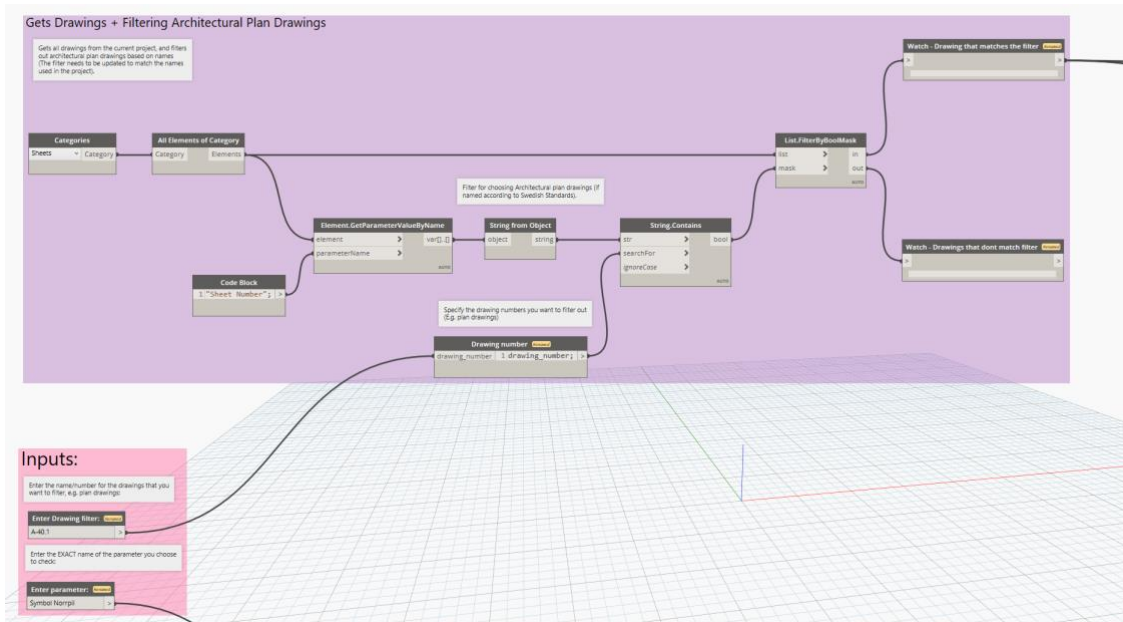 Gets Drawings + Filtering Architectural Plan Drawings
Gets all drawings from the current project, and filters
out architectural plan drawings based on names
(The filter needs to be updated to match the names
used in the project).
Watch - Drawing that matches the filter
>
>
Categories
Sheets
Category
All Elements of Category
Category
Elements
List.FilterByBoolMask
list
>
in
mask
>
out
AUTO
Filter for choosing Architectural plan drawings (if
named according to Swedish Standards).
Element.GetParameterValueByName
element
>
var[]..[]
parameterName
>
AUTO
String from Object
object
string
String.Contains
str
>
bool
searchFor
>
ignoreCase
>
AUTO
Watch - Drawings that dont match filter
>
>
Code Block
1 "Sheet Number"; >
Specify the drawing numbers you want to filter out
(E.g. plan drawings)
Drawing number
drawing_number 1 drawing_number; >
Inputs:
Enter the name/number for the drawings that you
want to filter, e.g. plan drawings:
Enter Drawing filter:
A-40.1 >
Enter the EXACT name of the parameter you choose
to check:
Enter parameter:
Symbol Norrpil >